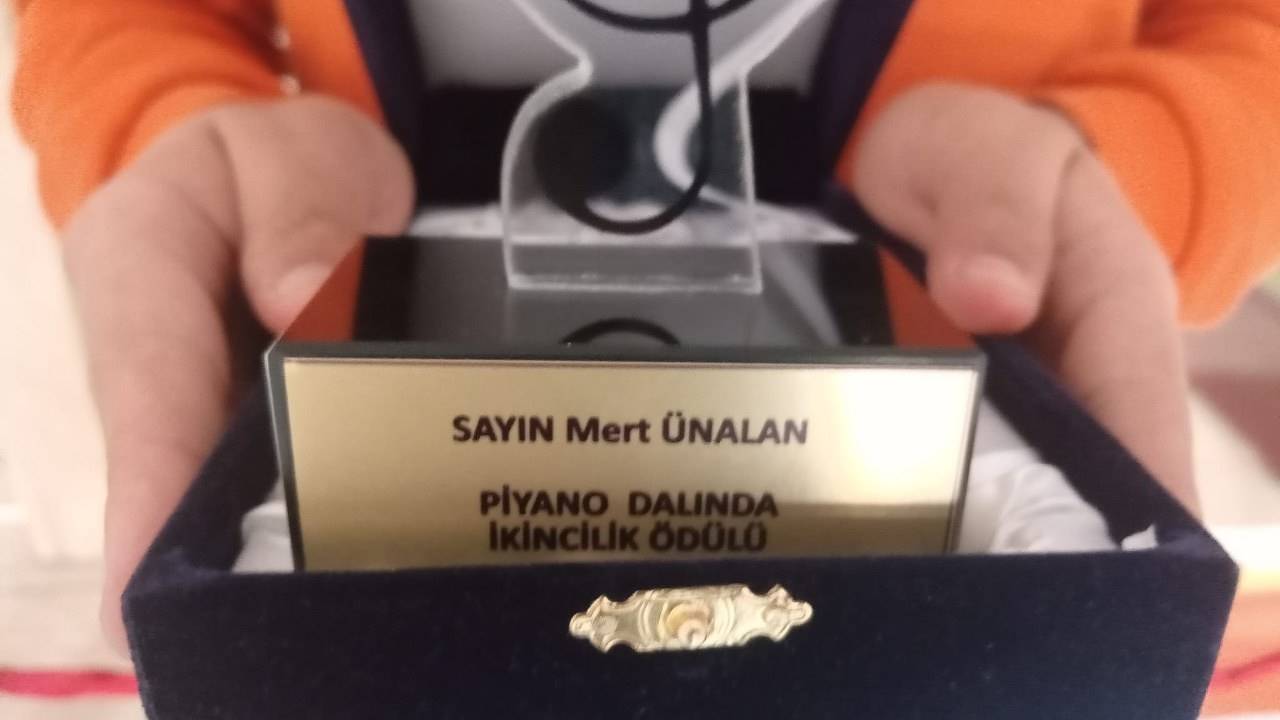 SAYIN Mert ÜNALAN
PİYANO DALINDA
İKİNCİLİK ÖDÜLÜ